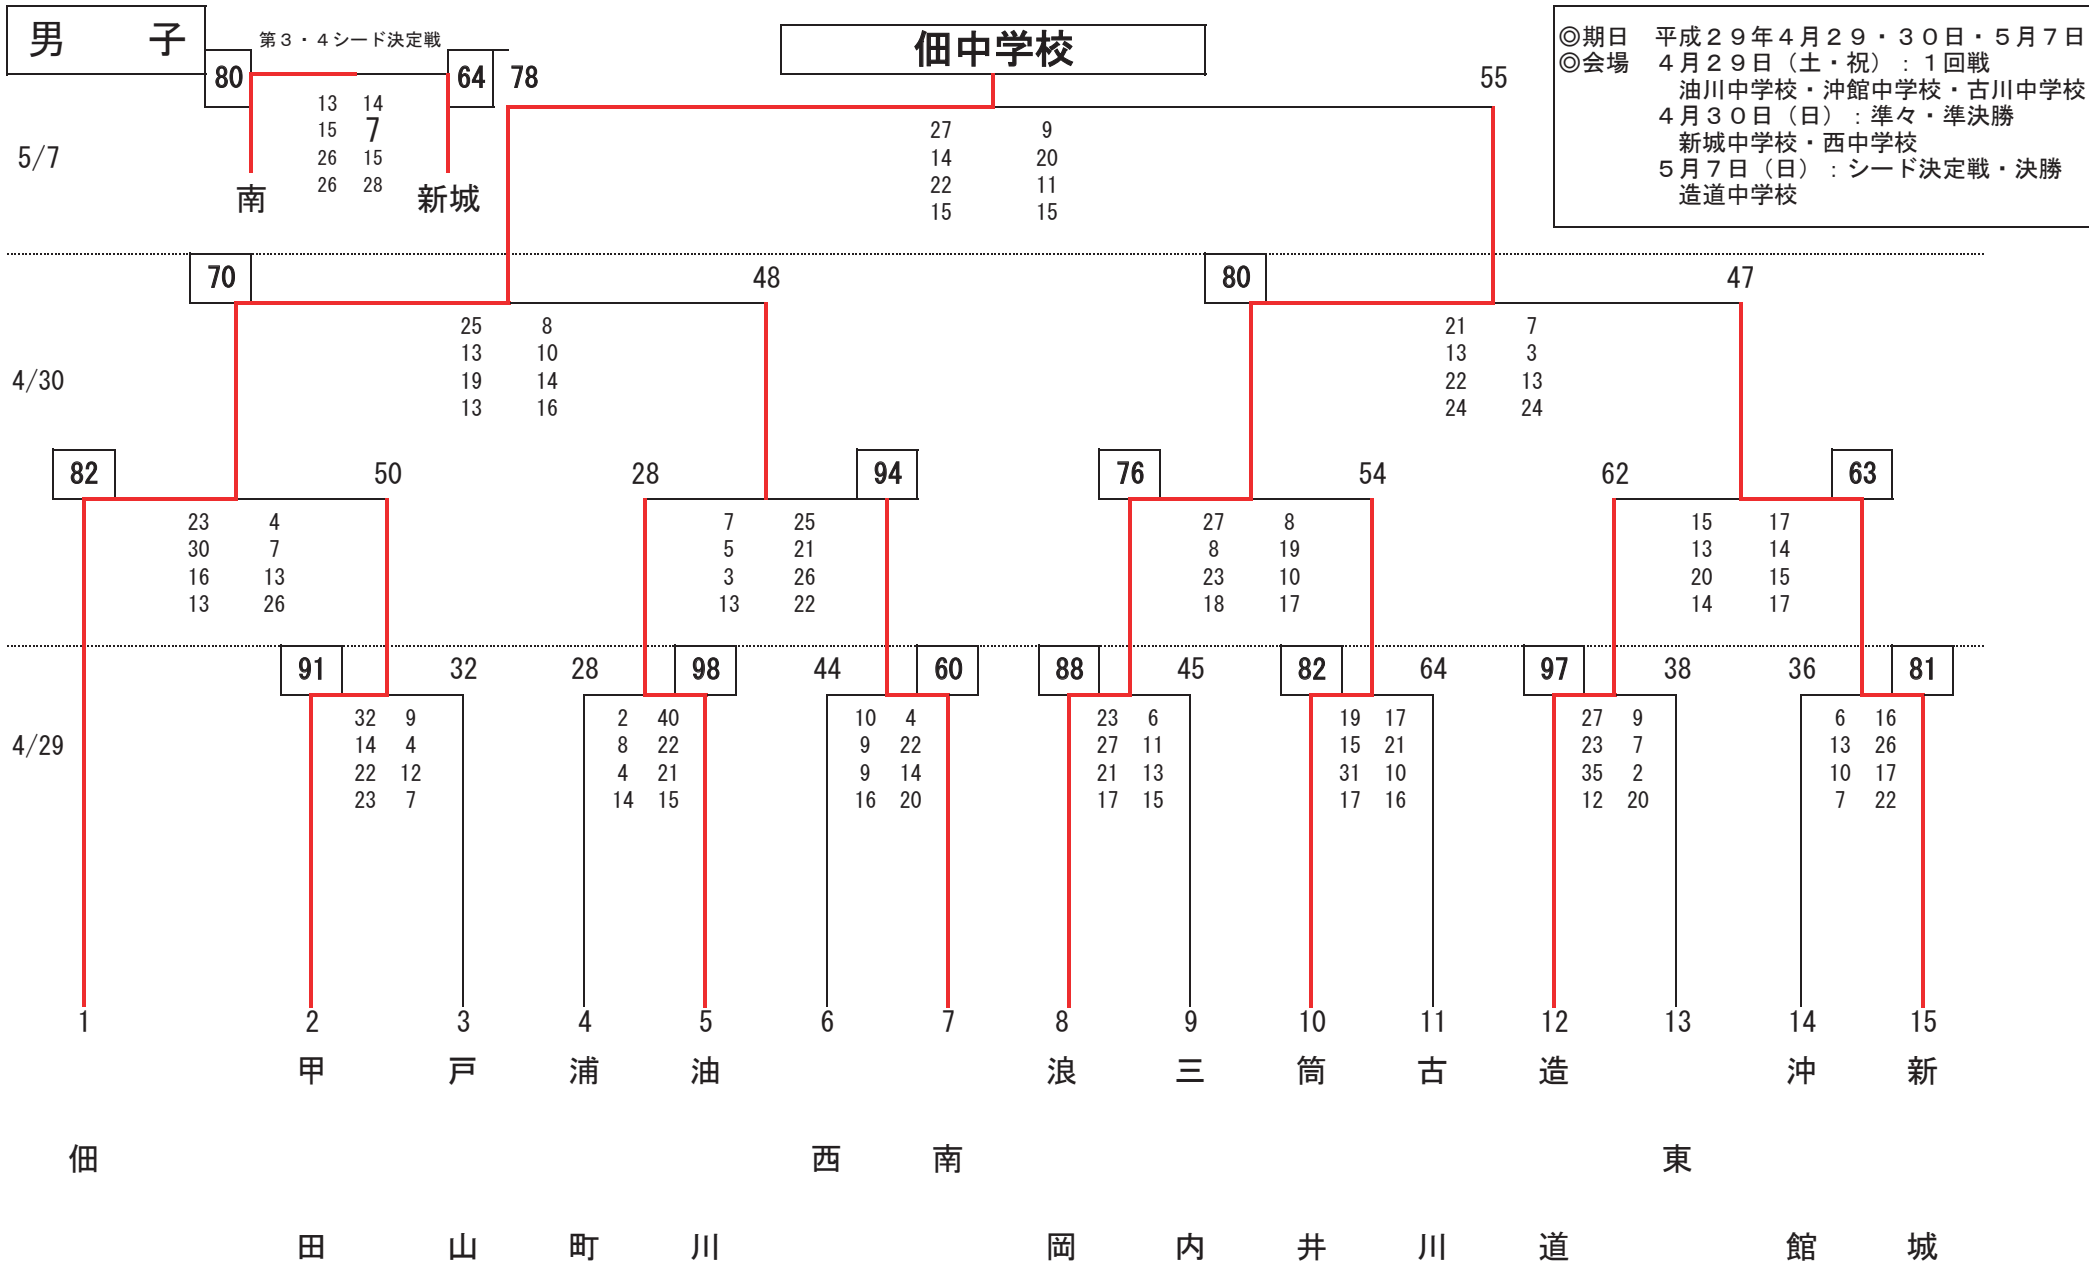 男　子
第３・４シード決定戦
80 64
13 14
15 7
26 15
26 28
南 新城
佃中学校
◎期日　平成２９年４月２９・３０日・５月７日
◎会場　４月２９日（土・祝）：１回戦
油川中学校・沖館中学校・古川中学校
４月３０日（日）：準々・準決勝
新城中学校・西中学校
５月７日（日）：シード決定戦・決勝
造道中学校
5/7
78 55
27 9
14 20
22 11
15 15
70 48 80 47
4/30
25 8 21 7
13 10 13 3
19 14 22 13
13 16 24 24
82 50 28 94 76 54 62 63
23 4 7 25 27 8 15 17
30 7 5 21 8 19 13 14
16 13 3 26 23 10 20 15
13 26 13 22 18 17 14 17
91 32 28 98 44 60 88 45 82 64 97 38 36 81
4/29
32 9 2 40 10 4 23 6 19 17 27 9 6 16
14 4 8 22 9 22 27 11 15 21 23 7 13 26
22 12 4 21 9 14 21 13 31 10 35 2 10 17
23 7 14 15 16 20 17 15 17 16 12 20 7 22
1 2 3 4 5 6 7 8 9 10 11 12 13 14 15
佃
甲田
戸山
浦町
油川
西
南
浪岡
三内
筒井
古川
造道
東
沖館
新城